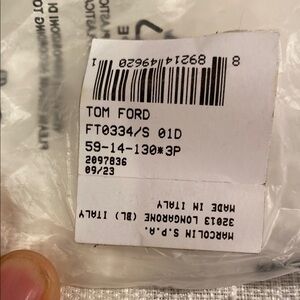 8 89214 49620 1
TOM FORD
FT0334/S 01D
59-14-130*3P
2097836
09/23
MARCOLIN S.P.A.
32013 LONGARONE (BL) ITALY
MADE IN ITALY